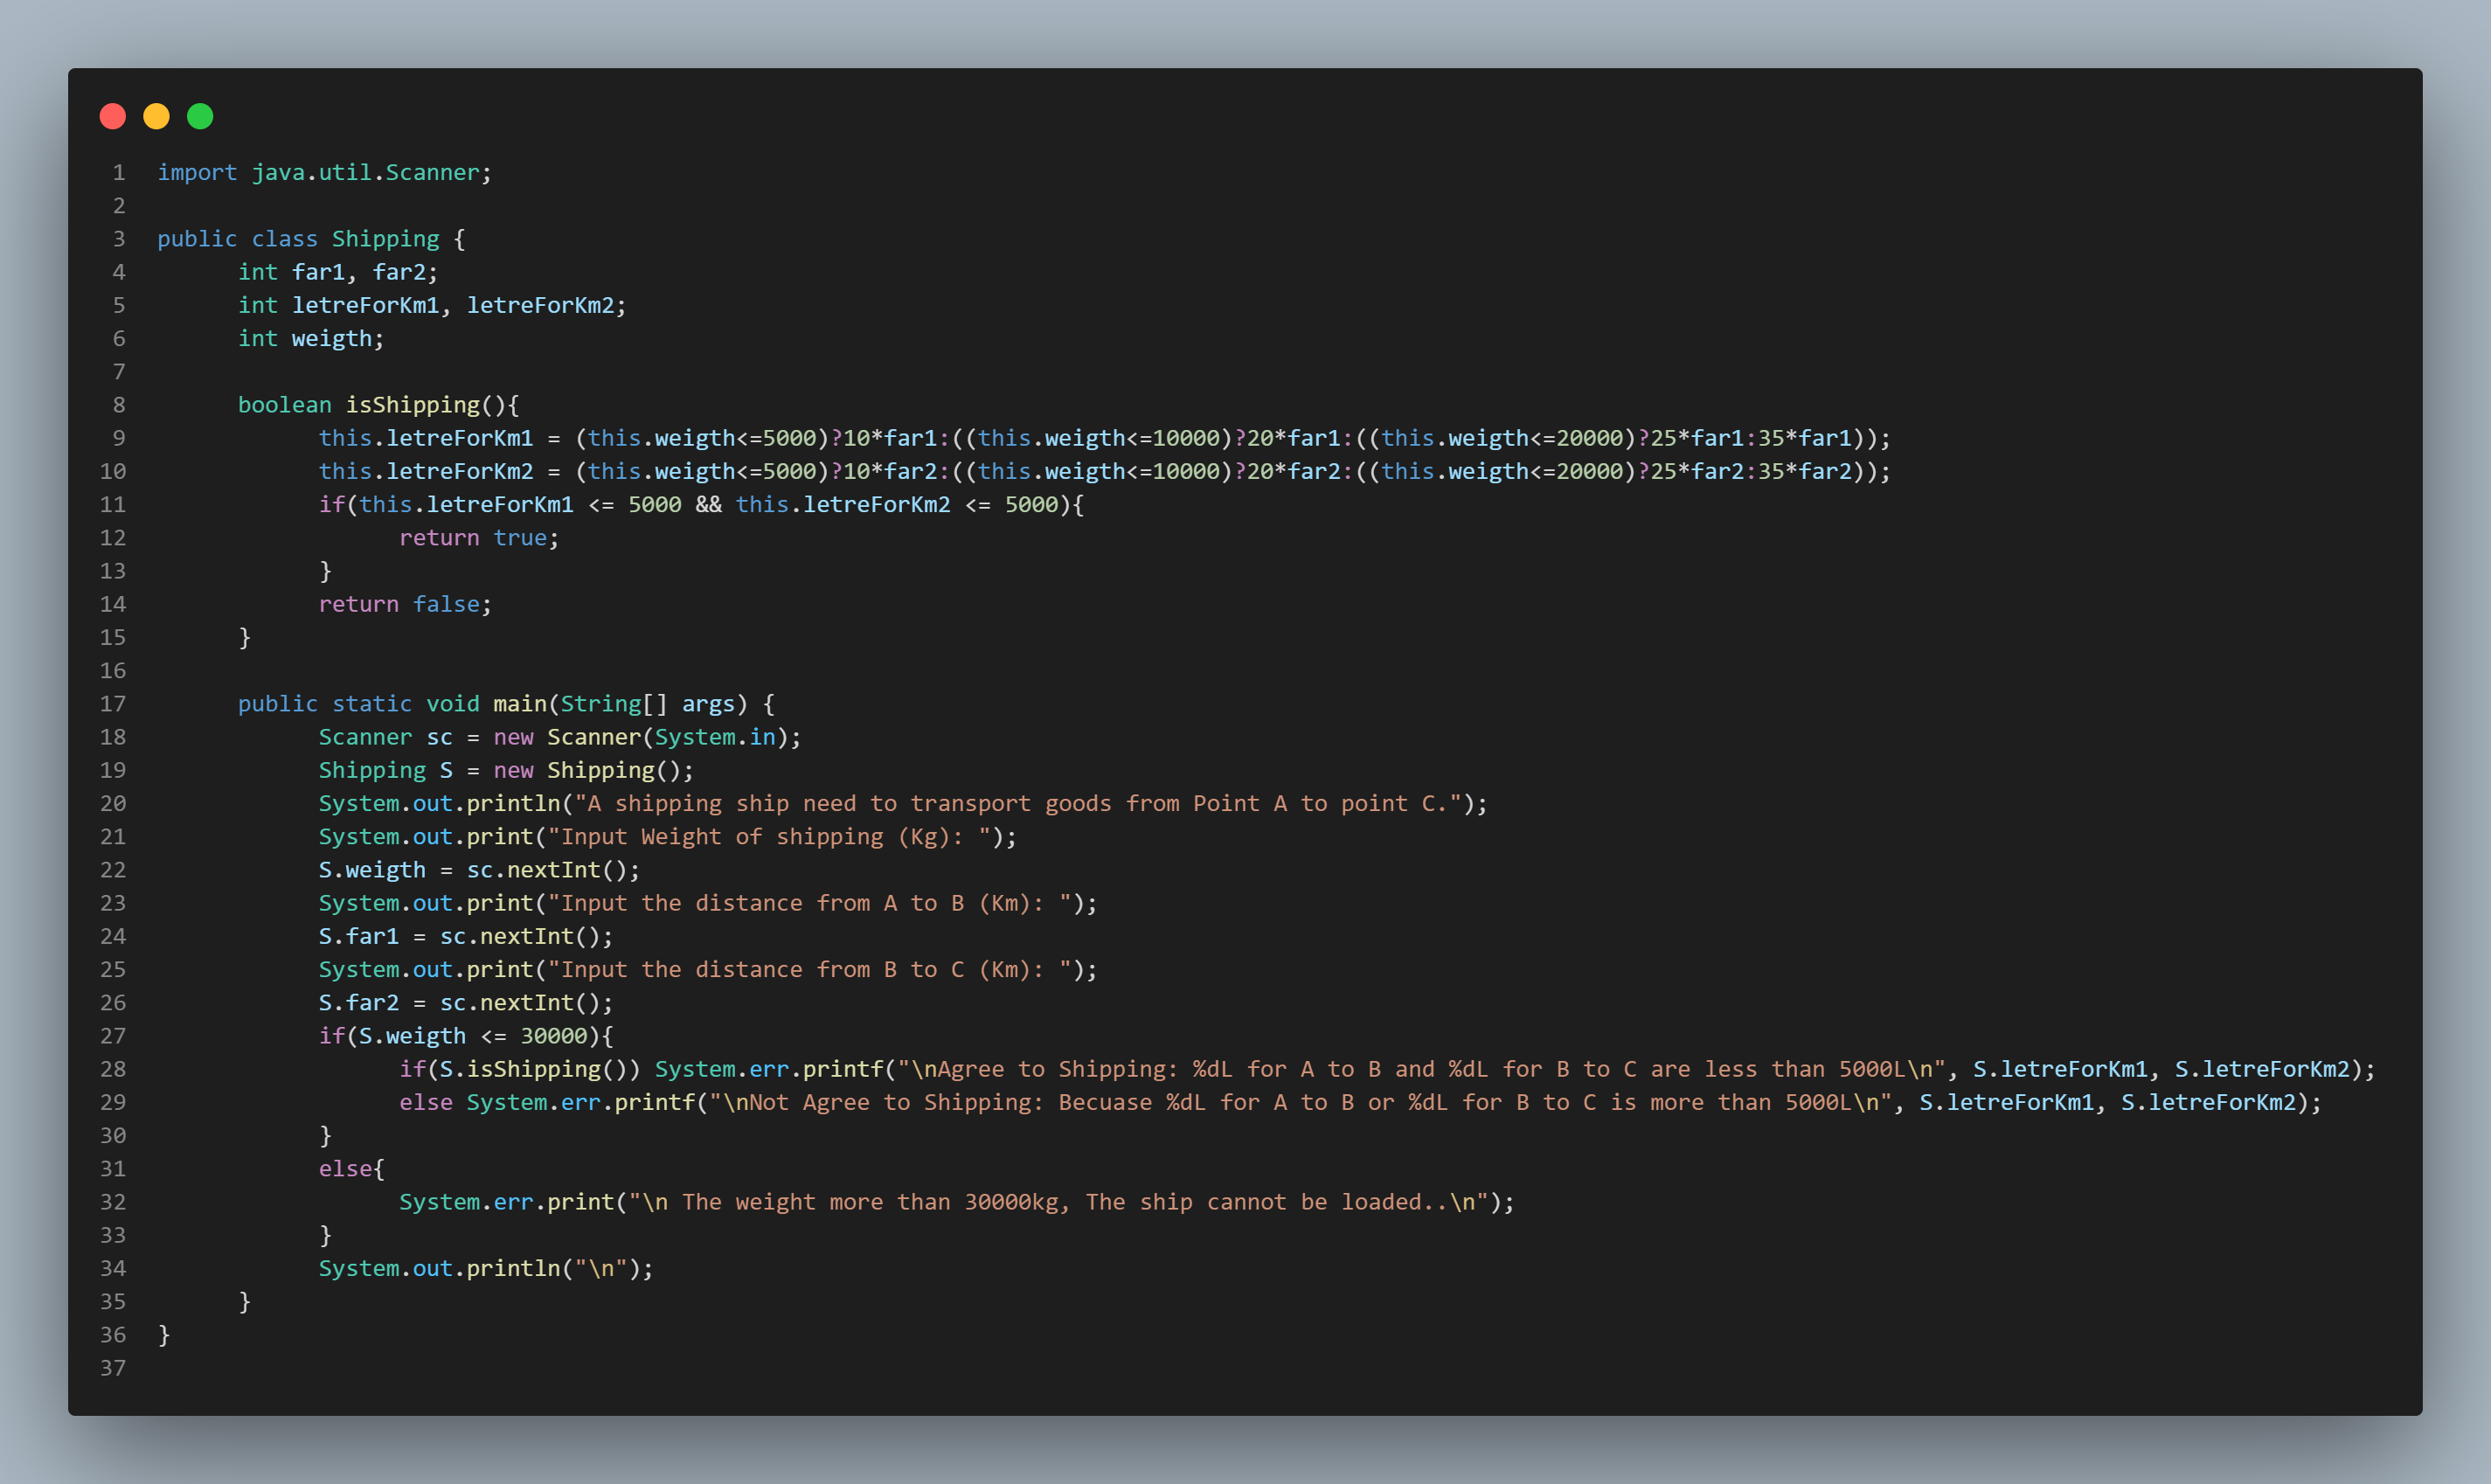 1 import java.util.Scanner;
2
3 public class Shipping {
4 int far1, far2;
5 int letreForKm1, letreForKm2;
6 int weigth;
7
8 boolean isShipping(){
9 this.letreForKm1 = (this.weigth<=5000)?10*far1:((this.weigth<=10000)?20*far1:((this.weigth<=20000)?25*far1:35*far1));
10 this.letreForKm2 = (this.weigth<=5000)?10*far2:((this.weigth<=10000)?20*far2:((this.weigth<=20000)?25*far2:35*far2));
11 if(this.letreForKm1 <= 5000 && this.letreForKm2 <= 5000){
12 return true;
13 }
14 return false;
15 }
16
17 public static void main(String[] args) {
18 Scanner sc = new Scanner(System.in);
19 Shipping S = new Shipping();
20 System.out.println("A shipping ship need to transport goods from Point A to point C.");
21 System.out.print("Input Weight of shipping (Kg): ");
22 S.weigth = sc.nextInt();
23 System.out.print("Input the distance from A to B (Km): ");
24 S.far1 = sc.nextInt();
25 System.out.print("Input the distance from B to C (Km): ");
26 S.far2 = sc.nextInt();
27 if(S.weigth <= 30000){
28 if(S.isShipping()) System.err.printf("\nAgree to Shipping: %dL for A to B and %dL for B to C are less than 5000L\n", S.letreForKm1, S.letreForKm2);
29 else System.err.printf("\nNot Agree to Shipping: Becuase %dL for A to B or %dL for B to C is more than 5000L\n", S.letreForKm1, S.letreForKm2);
30 }
31 else{
32 System.err.print("\n The weight more than 30000kg, The ship cannot be loaded..\n");
33 }
34 System.out.println("\n");
35 }
36 }
37